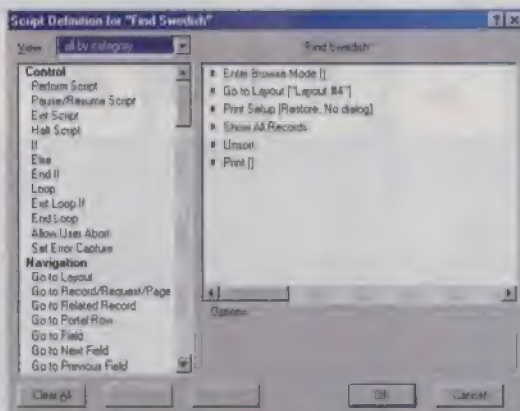 Script Definition for "Find Swedish"
View: all by category
Find Swedish
Control
Perform Script
Pause/Resume Script
Exit Script
Halt Script
If
Else
End If
Loop
Exit Loop If
End Loop
Allow User Abort
Set Error Capture
Navigation
Go to Layout
Go to Record/Request/Page
Go to Related Record
Go to Portal Row
Go to Field
Go to Next Field
Go to Previous Field
Enter Browse Mode []
Go to Layout ["Layout #4"]
Print Setup [Restore, No dialog]
Show All Records
Unsort
Print []
Options
Clear All
OK
Cancel